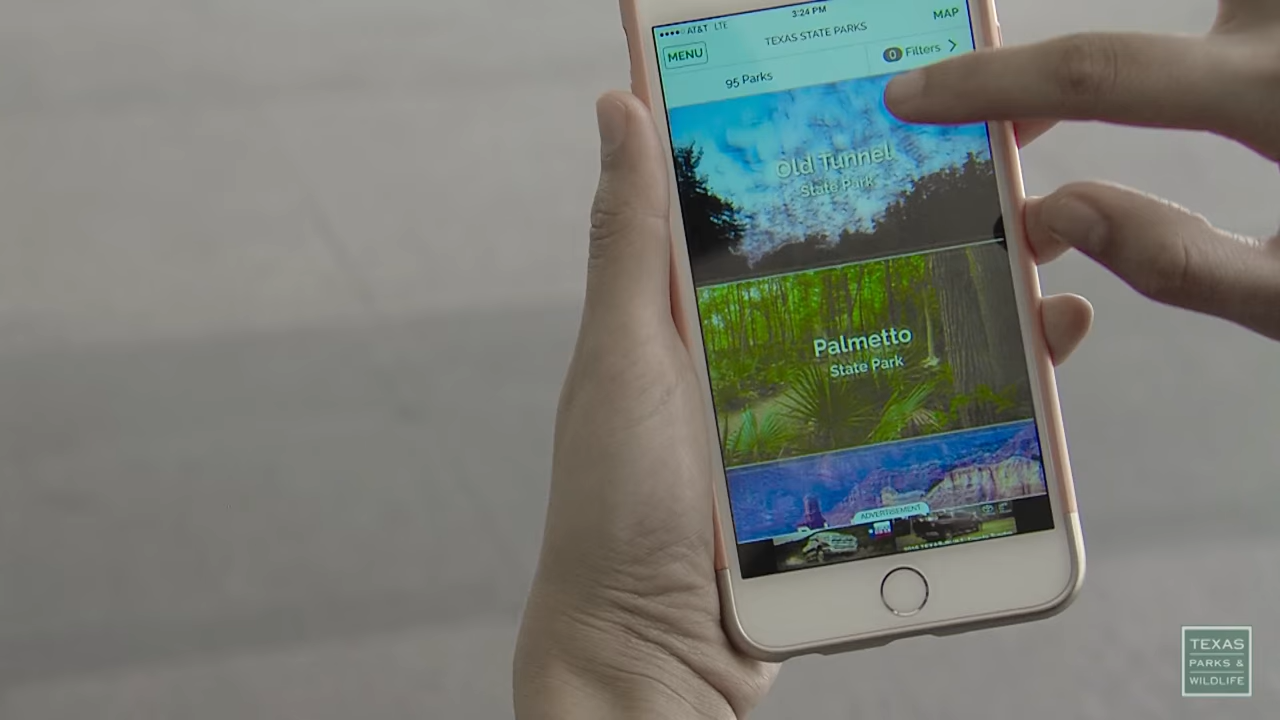 AT&T LTE
3:24 PM
MENU
TEXAS STATE PARKS
MAP
95 Parks
0 Filters
Old Tunnel
State Park
Palmetto
State Park
ADVERTISEMENT
TEXAS
PARKS &
WILDLIFE